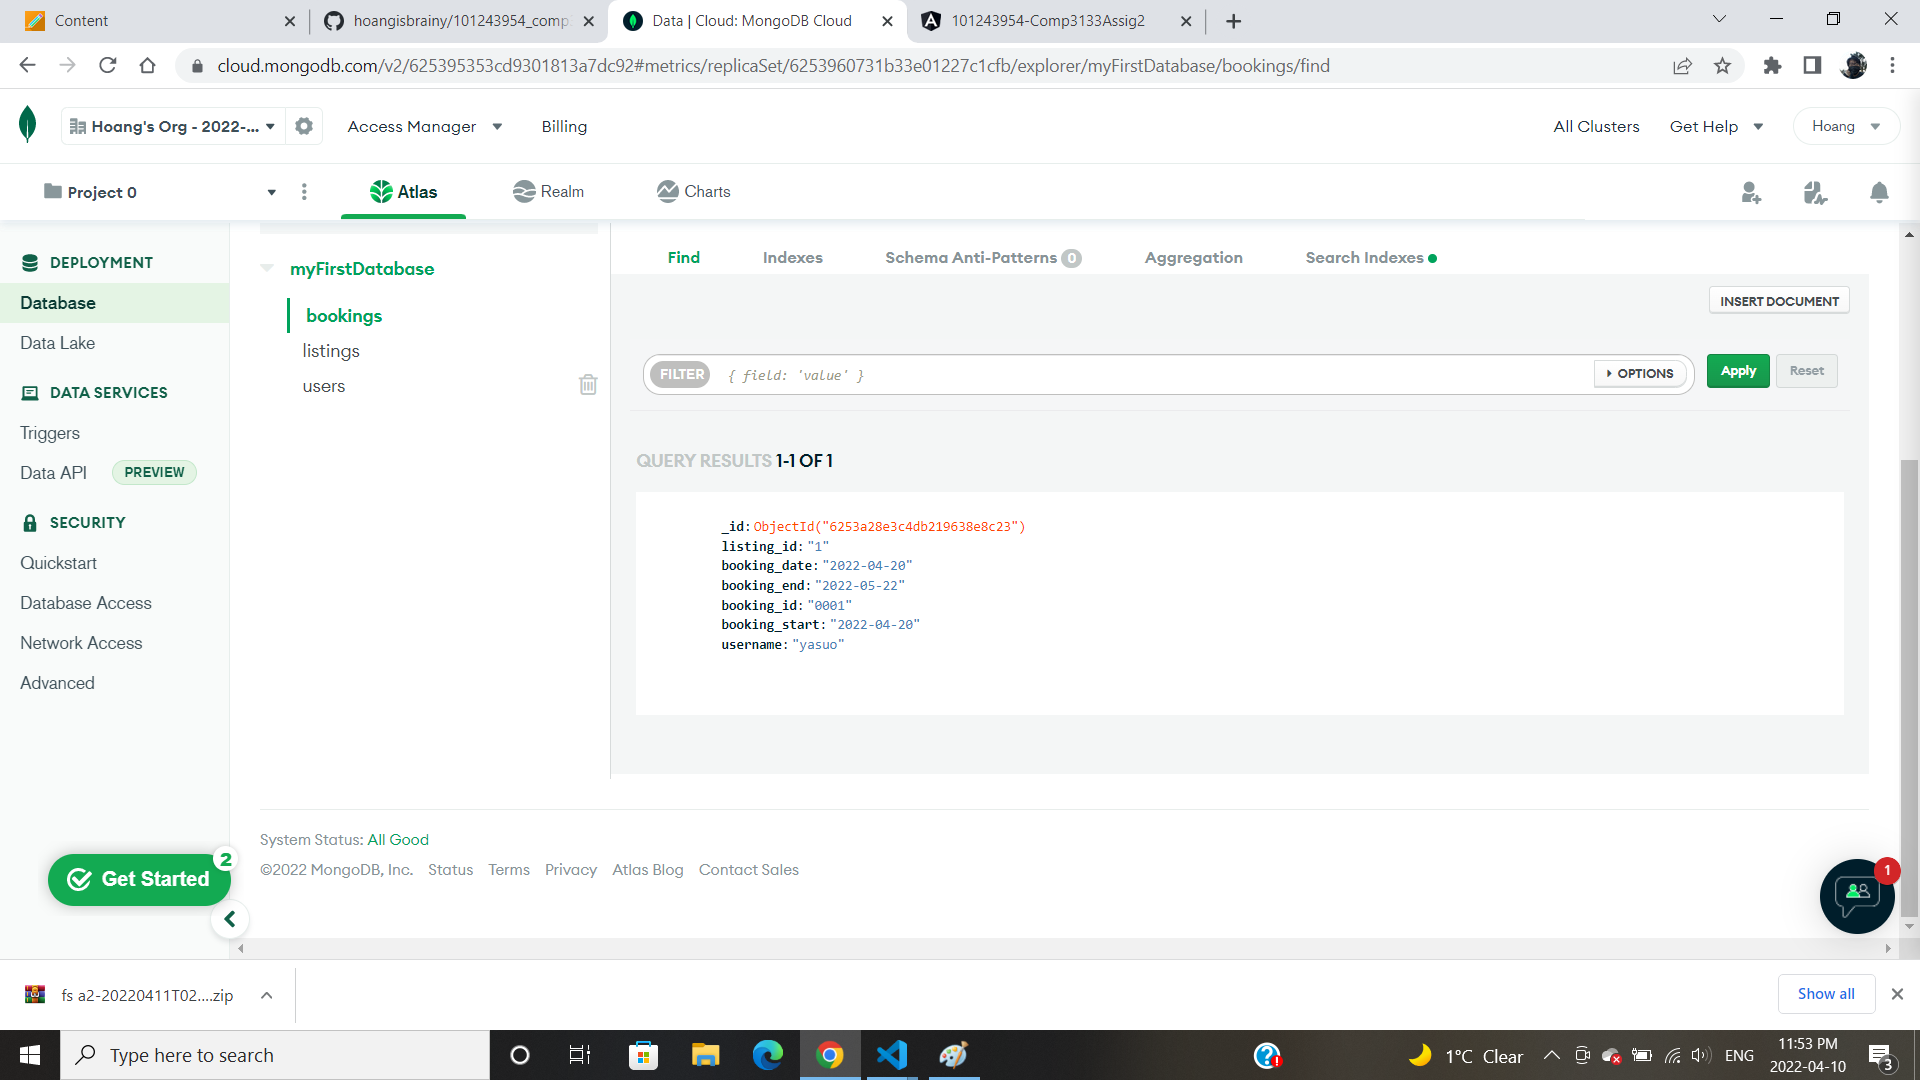 Content
hoangisbrainy/101243954_comp
Data | Cloud: MongoDB Cloud
101243954-Comp3133Assig2
cloud.mongodb.com/v2/625395353cd9301813a7dc92#metrics/replicaSet/6253960731b33e01227c1cfb/explorer/myFirstDatabase/bookings/find
Hoang's Org - 2022-...
Access Manager
Billing
All Clusters
Get Help
Hoang
Project 0
Atlas
Realm
Charts
DEPLOYMENT
Database
Data Lake
DATA SERVICES
Triggers
Data API PREVIEW
SECURITY
Quickstart
Database Access
Network Access
Advanced
myFirstDatabase
bookings
listings
users
Find
Indexes
Schema Anti-Patterns 0
Aggregation
Search Indexes
INSERT DOCUMENT
FILTER { field: 'value' }
OPTIONS
Apply
Reset
QUERY RESULTS 1-1 OF 1
_id: ObjectId("6253a28e3c4db219638e8c23")
listing_id: "1"
booking_date: "2022-04-20"
booking_end: "2022-05-22"
booking_id: "0001"
booking_start: "2022-04-20"
username: "yasuo"
System Status: All Good
©2022 MongoDB, Inc. Status Terms Privacy Atlas Blog Contact Sales
Get Started
2
1
fs a2-20220411T02....zip
Show all
Type here to search
1°C Clear
ENG
11:53 PM
2022-04-10
3